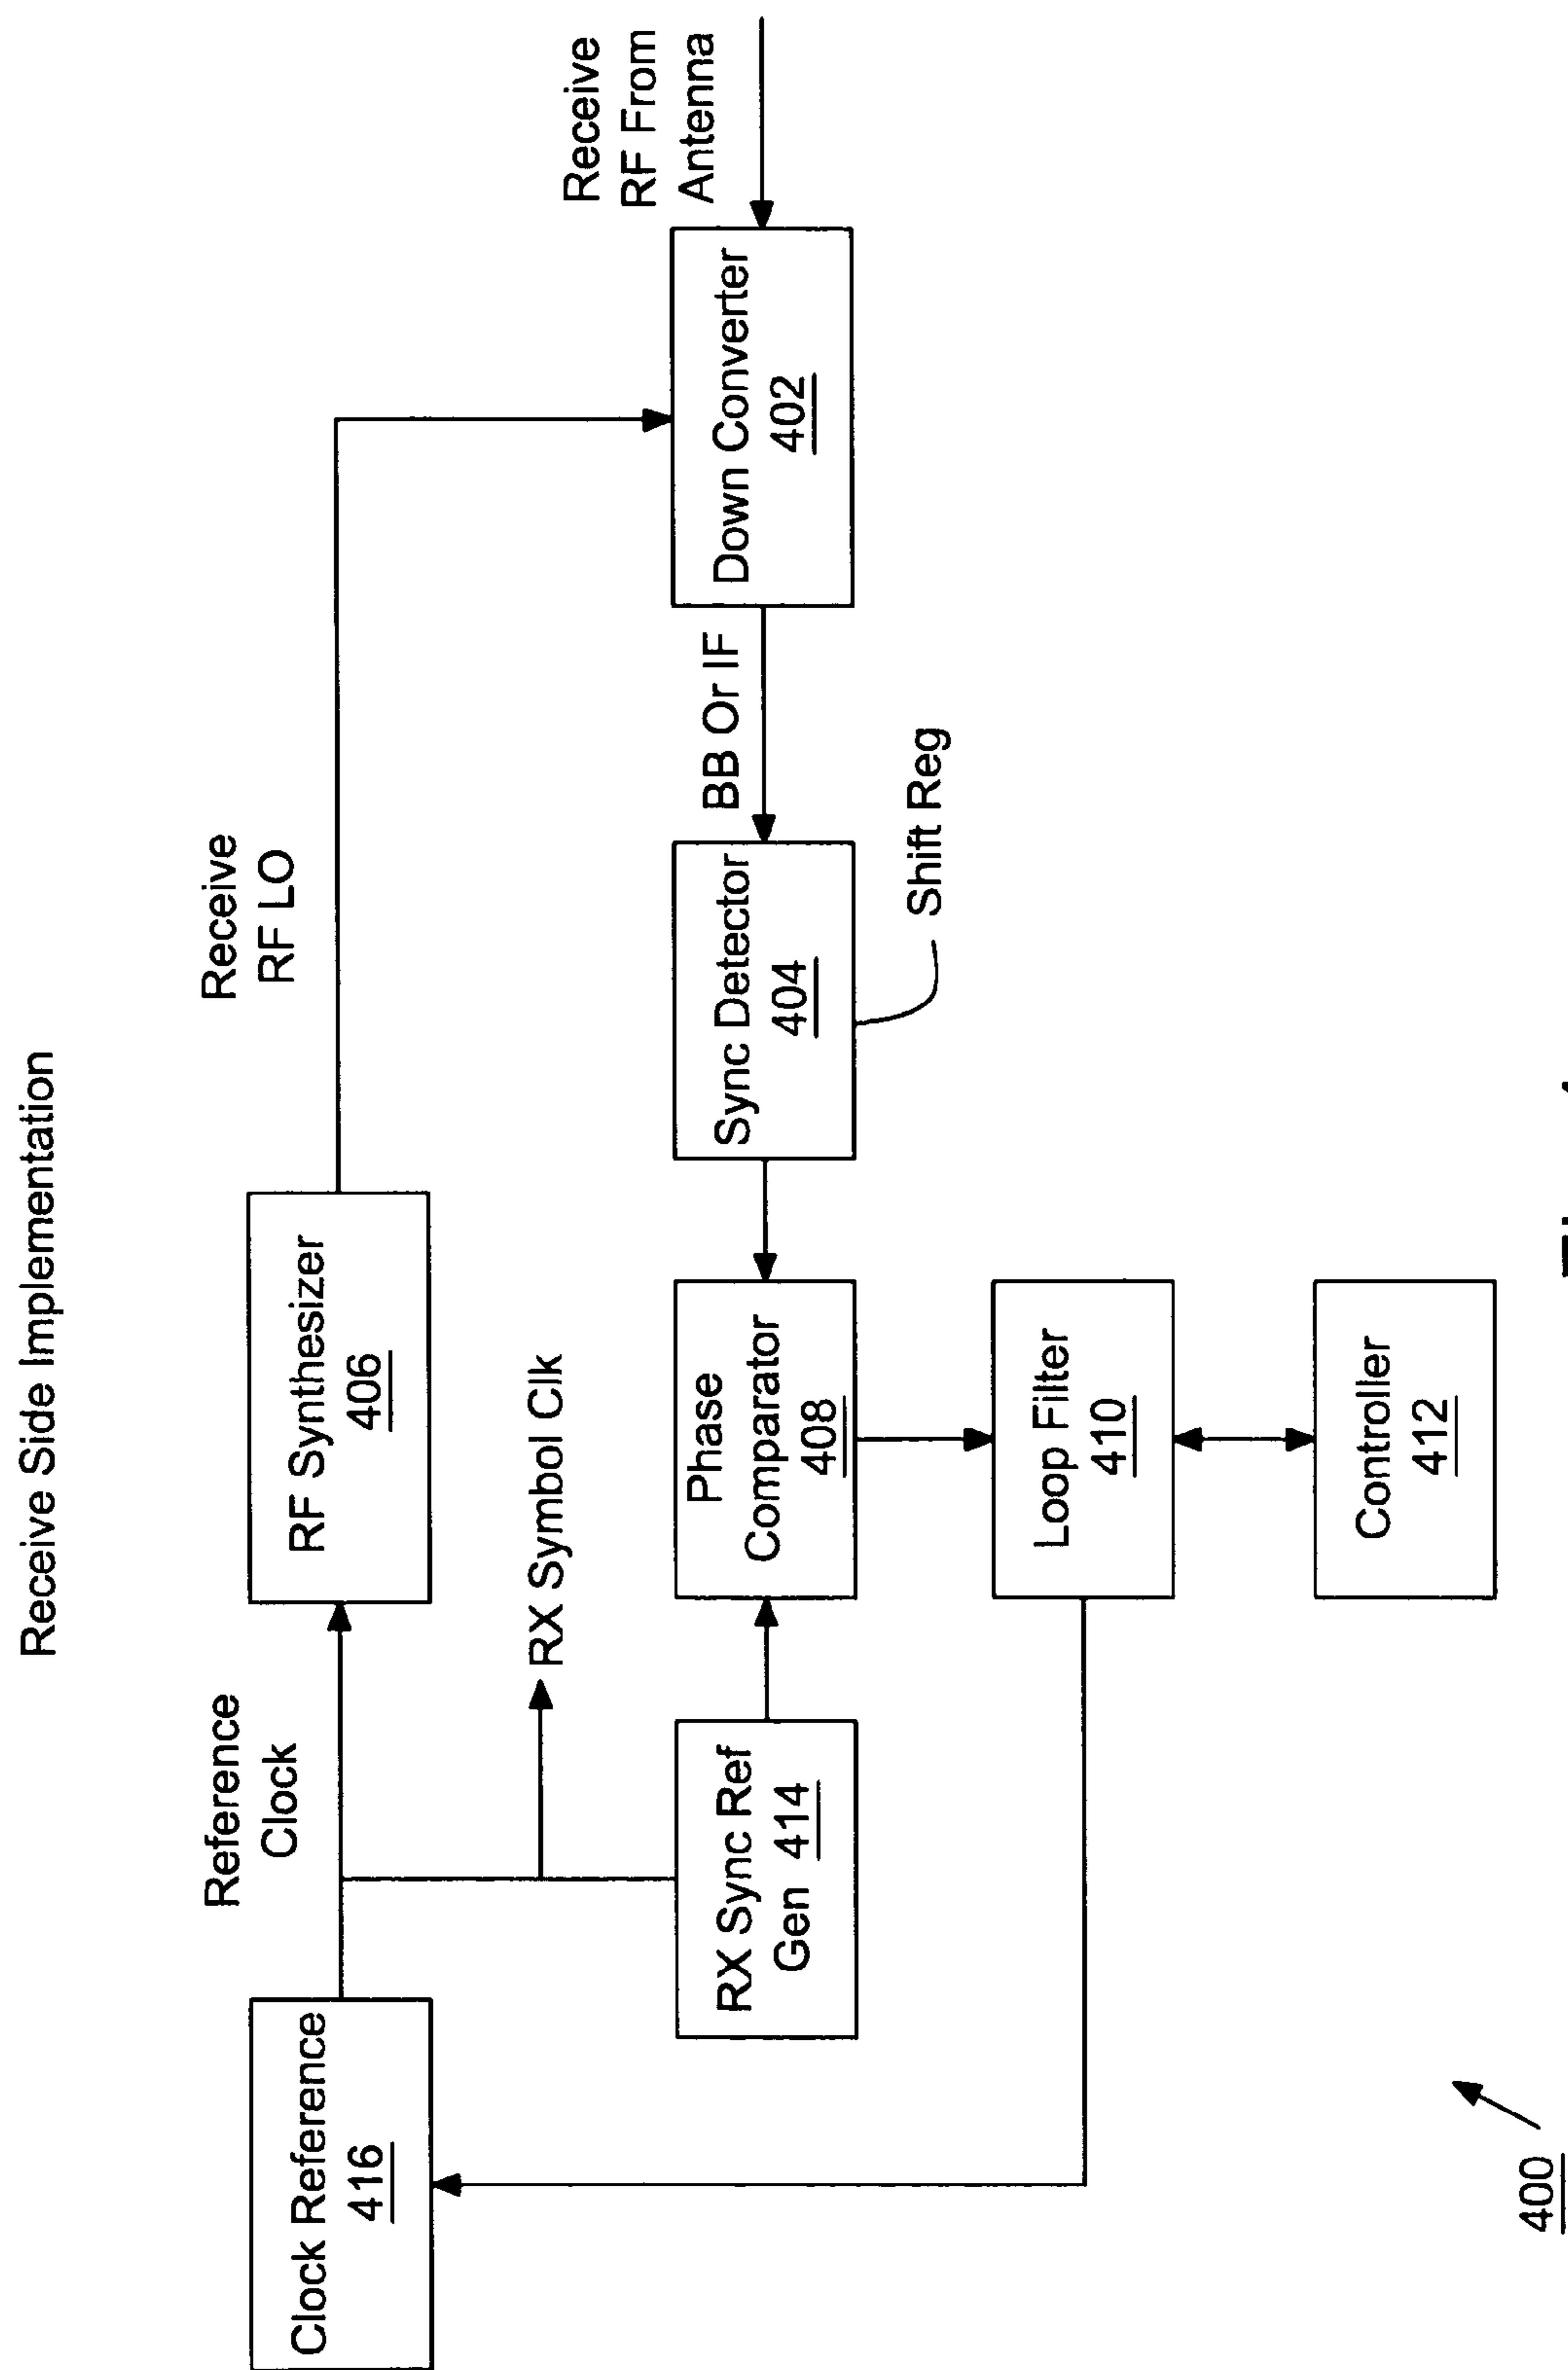 Receive Side Implementation
Clock Reference
416
Reference
Clock
RF Synthesizer
406
Receive
RF LO
RX Symbol Clk
Receive
RF From
Antenna
RX Sync Ref
Gen 414
Phase
Comparator
408
Sync Detector
404
BB Or IF
Down Converter
402
Shift Reg
Loop Filter
410
Controller
412
400